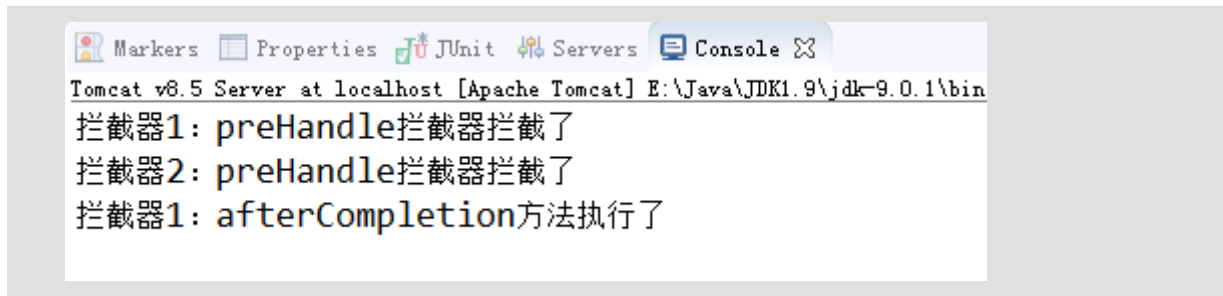 Markers Properties JUnit Servers Console
Tomcat v8.5 Server at localhost [Apache Tomcat] E:\Java\JDK1.9\jdk-9.0.1\bin
拦截器1：preHandle拦截器拦截了
拦截器2：preHandle拦截器拦截了
拦截器1：afterCompletion方法执行了